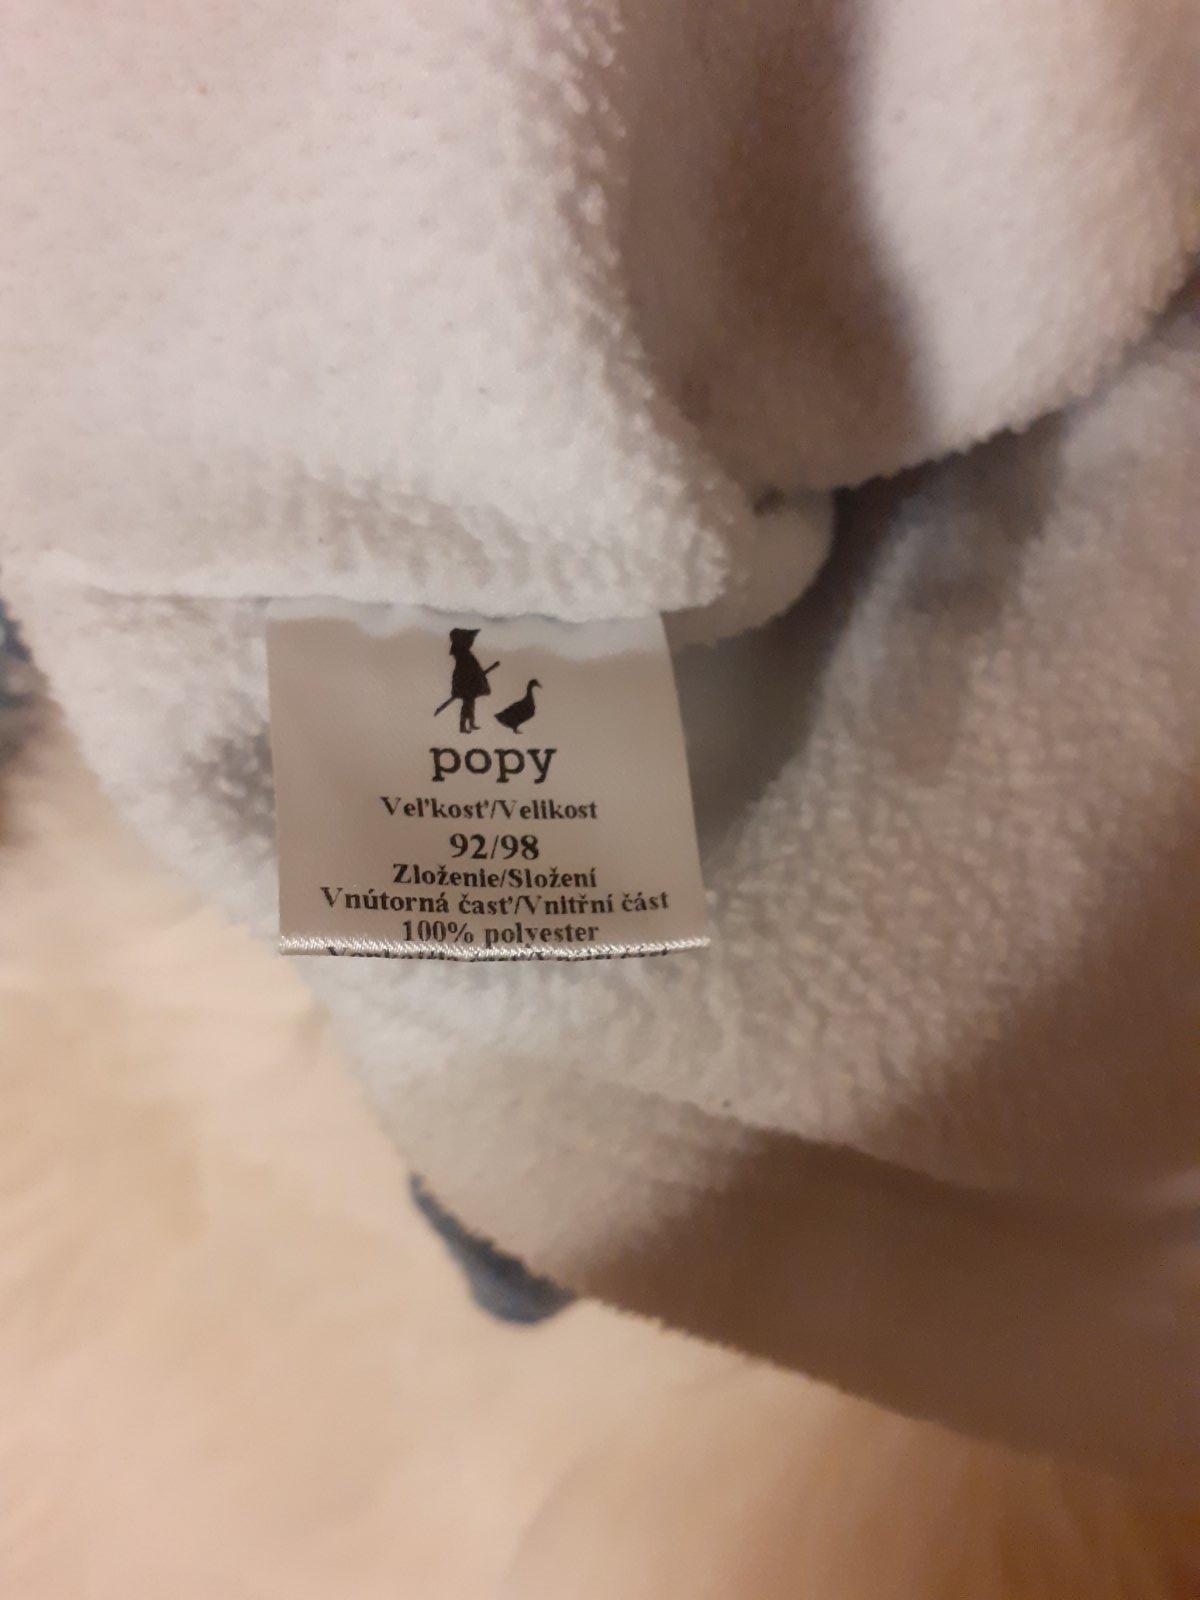 popy
Veľkosť/Velikost
92/98
Zloženie/Složení
Vnútorná časť/Vnitřní část
100% polyester